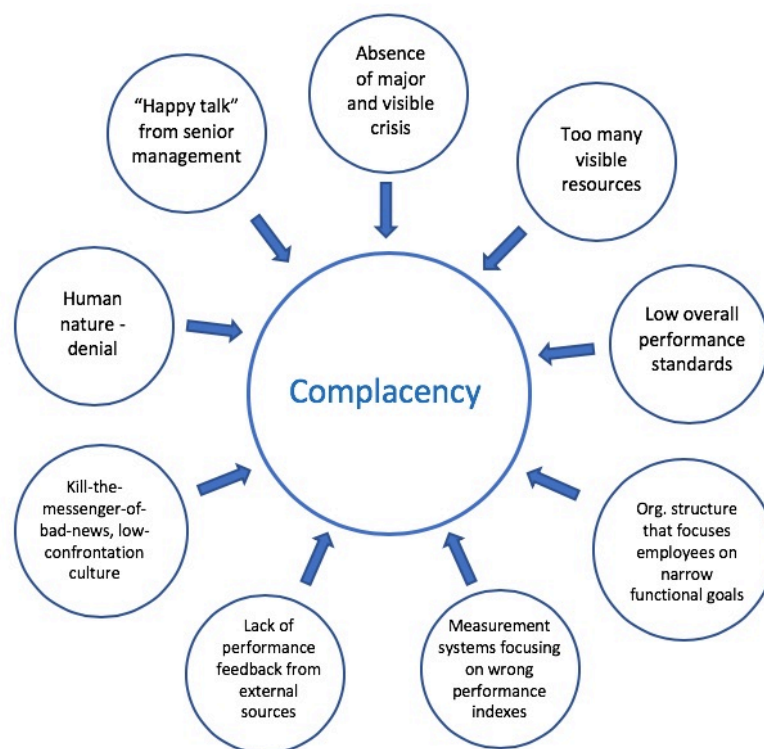 Absence
of major
and visible
crisis
Too many
visible
resources
Low overall
performance
standards
Org. structure
that focuses
employees on
narrow
functional goals
Measurement
systems focusing
on wrong
performance
indexes
Lack of
performance
feedback from
external
sources
Kill-the-
messenger-of-
bad-news, low-
confrontation
culture
Human
nature -
denial
“Happy talk”
from senior
management
Complacency